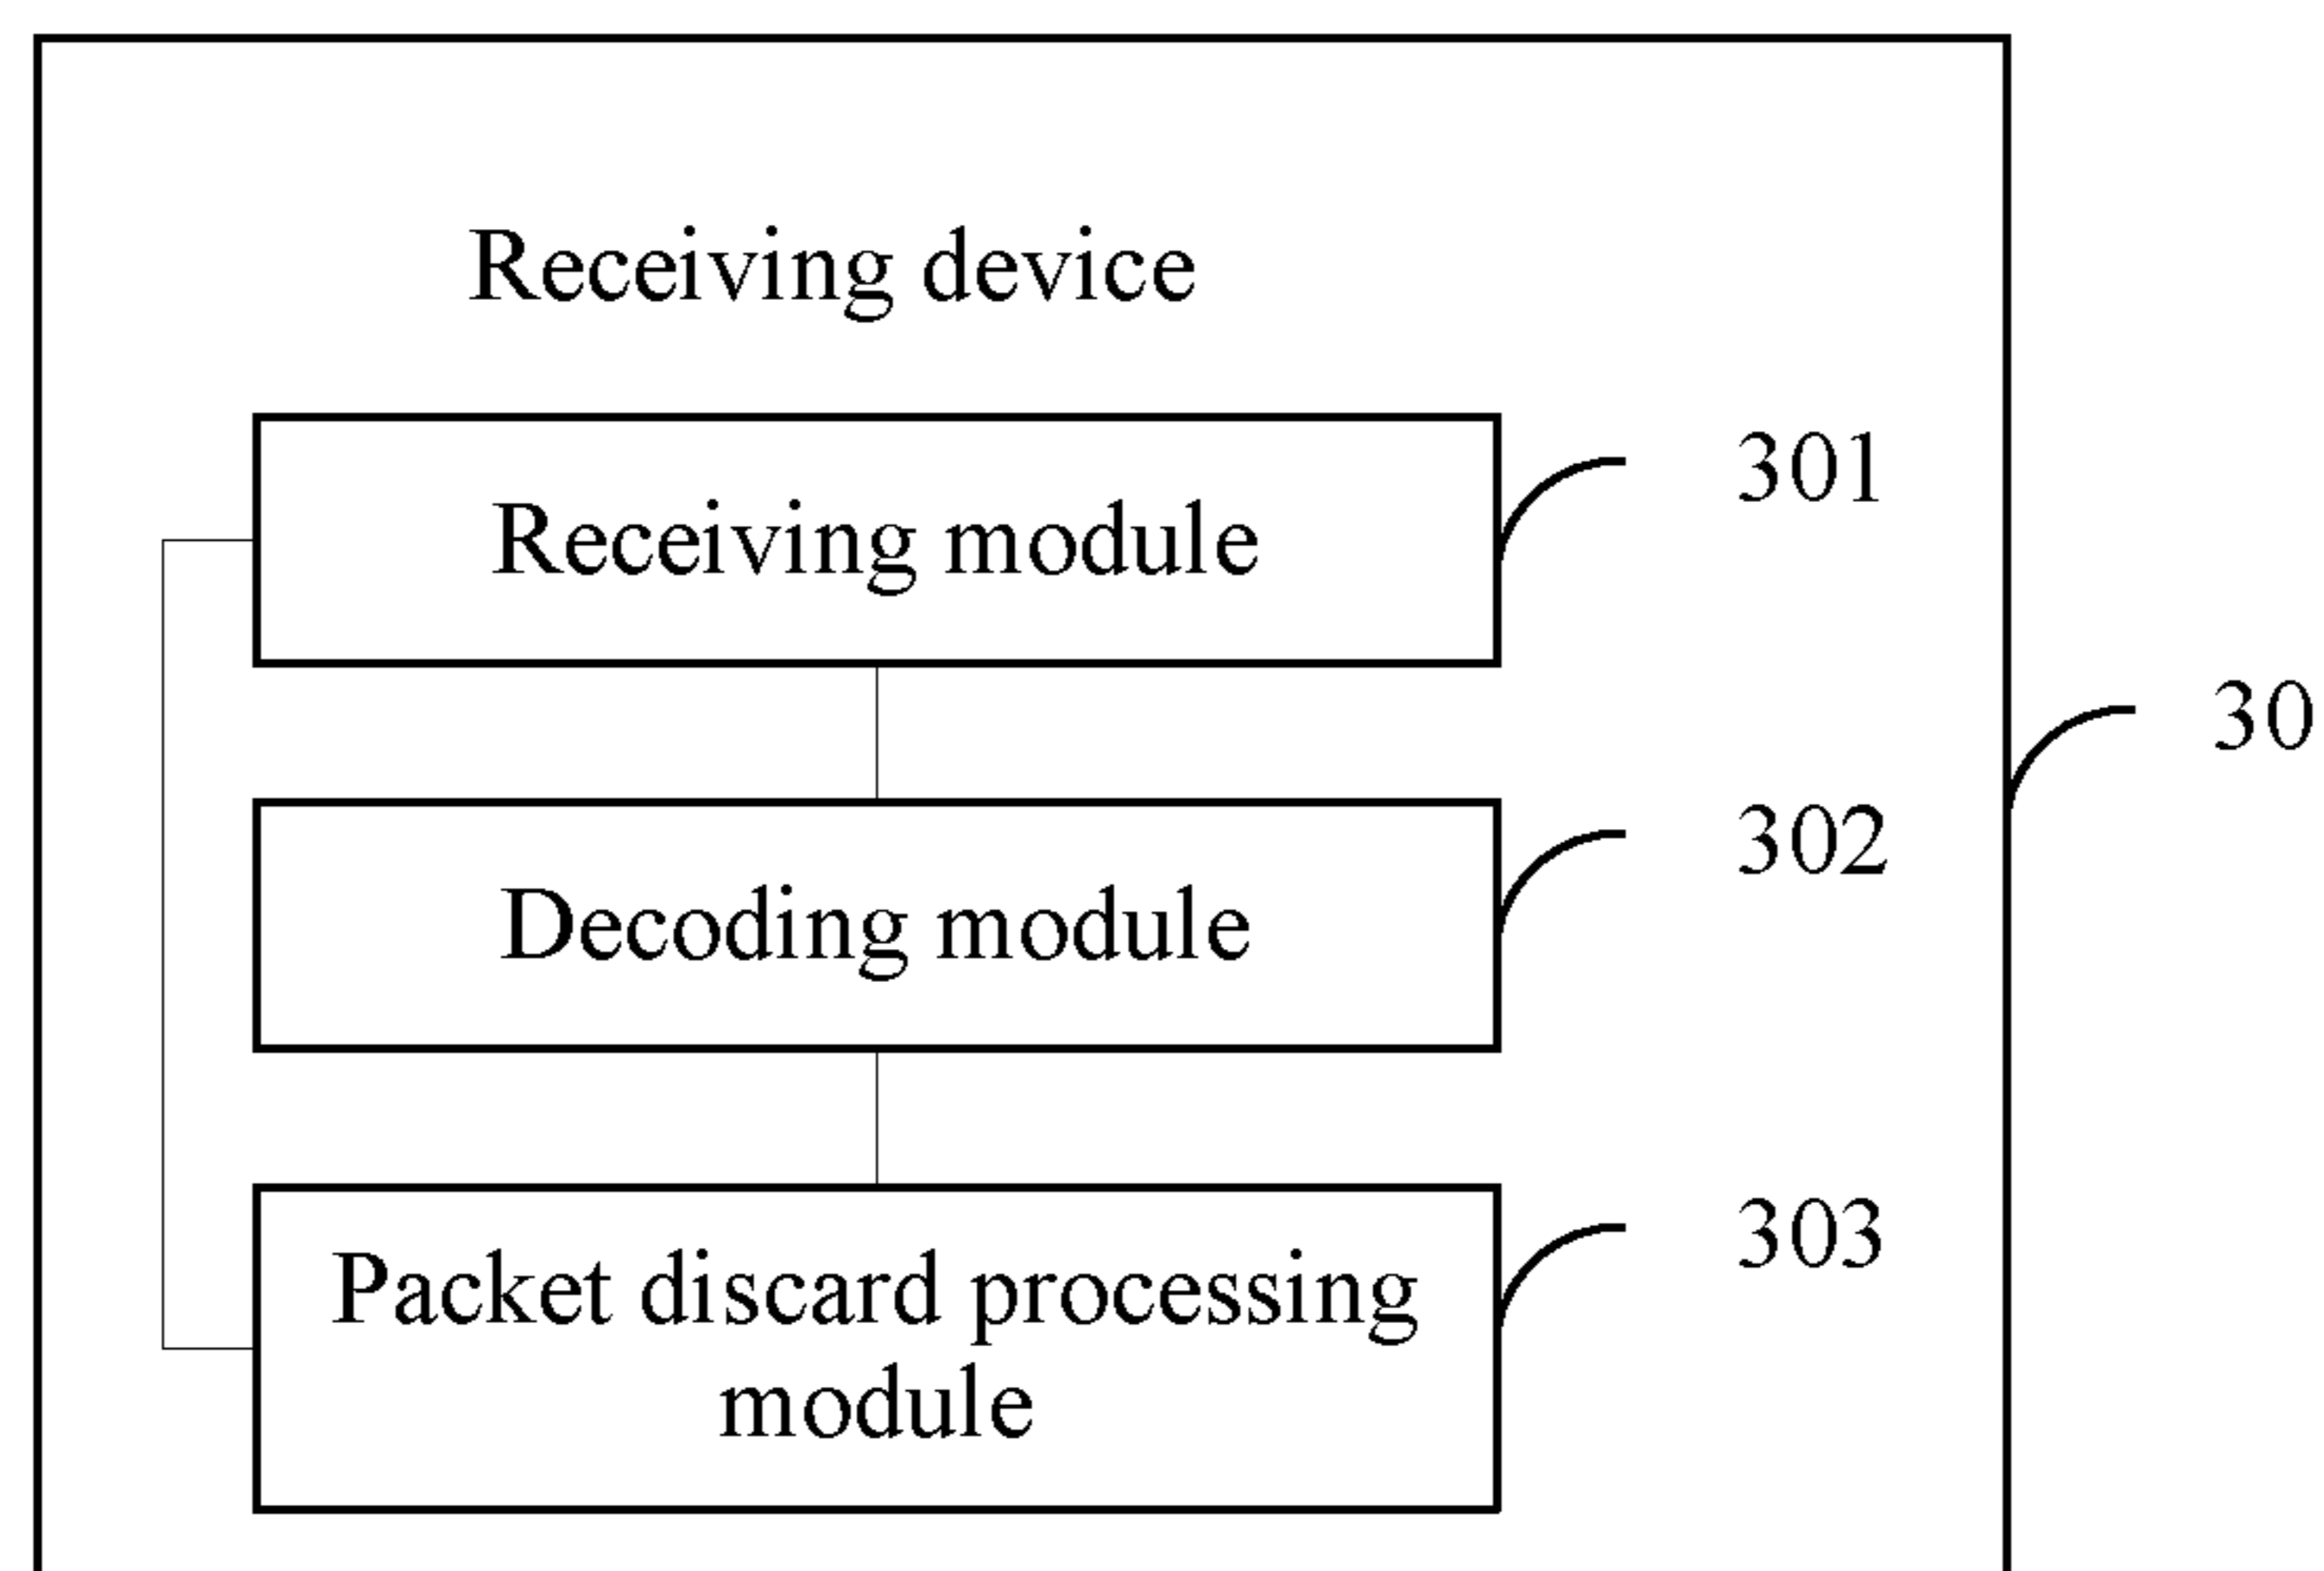 Receiving device
Receiving module
301
30
Decoding module
302
Packet discard processing
module
303